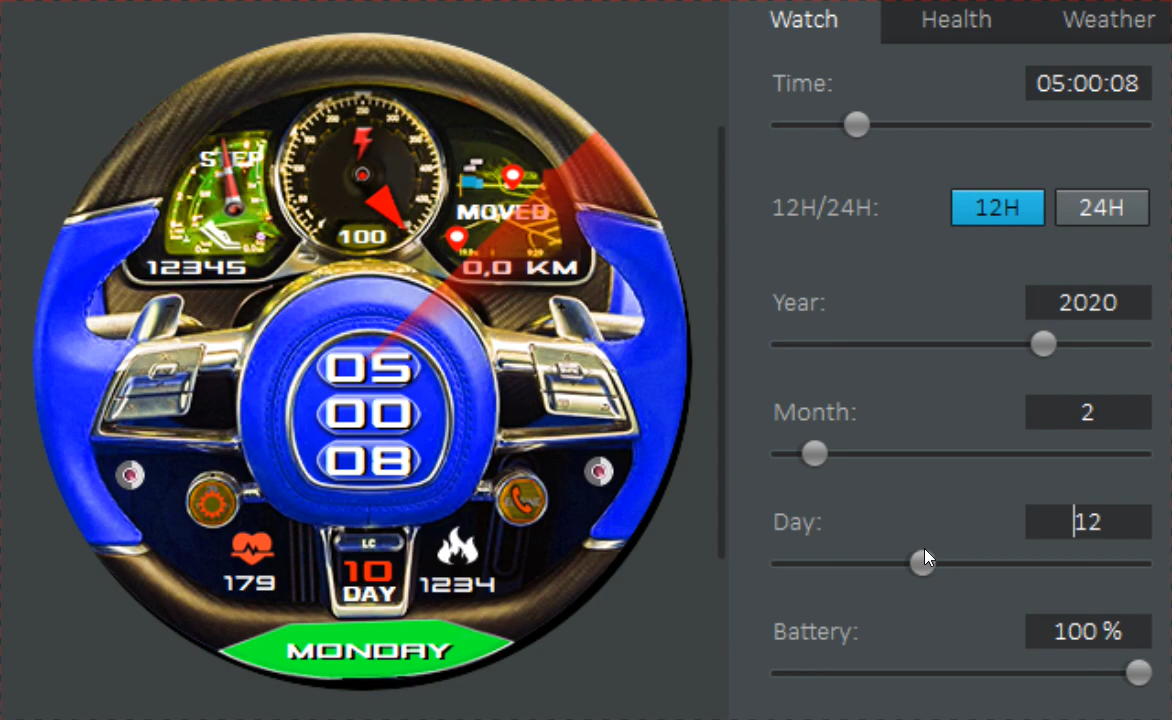 Watch Health Weather
Time: 05:00:08
12H/24H: 12H 24H
Year: 2020
Month: 2
Day: 12
Battery: 100 %
STEP
12345
100
MOVED
0,0 KM
05
00
08
LC
179
10
DAY
1234
MONDAY